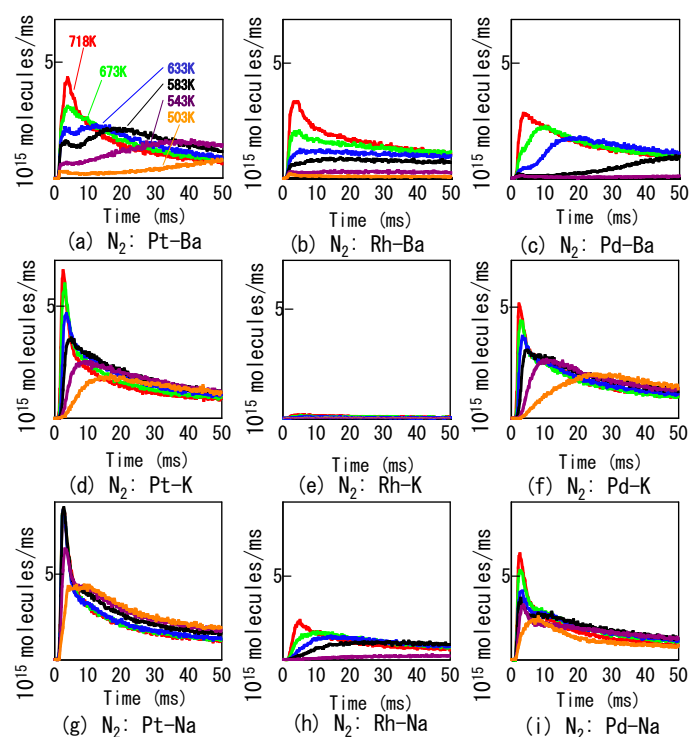 10¹⁵ molecules/ms
5
718K
673K
633K
583K
543K
503K
0 10 20 30 40 50
Time (ms)
(a) N₂: Pt-Ba
10¹⁵ molecules/ms
5
0 10 20 30 40 50
Time (ms)
(b) N₂: Rh-Ba
10¹⁵ molecules/ms
5
0 10 20 30 40 50
Time (ms)
(c) N₂: Pd-Ba
10¹⁵ molecules/ms
5
0 10 20 30 40 50
Time (ms)
(d) N₂: Pt-K
10¹⁵ molecules/ms
5
0 10 20 30 40 50
Time (ms)
(e) N₂: Rh-K
10¹⁵ molecules/ms
5
0 10 20 30 40 50
Time (ms)
(f) N₂: Pd-K
10¹⁵ molecules/ms
5
0 10 20 30 40 50
Time (ms)
(g) N₂: Pt-Na
10¹⁵ molecules/ms
5
0 10 20 30 40 50
Time (ms)
(h) N₂: Rh-Na
10¹⁵ molecules/ms
5
0 10 20 30 40 50
Time (ms)
(i) N₂: Pd-Na